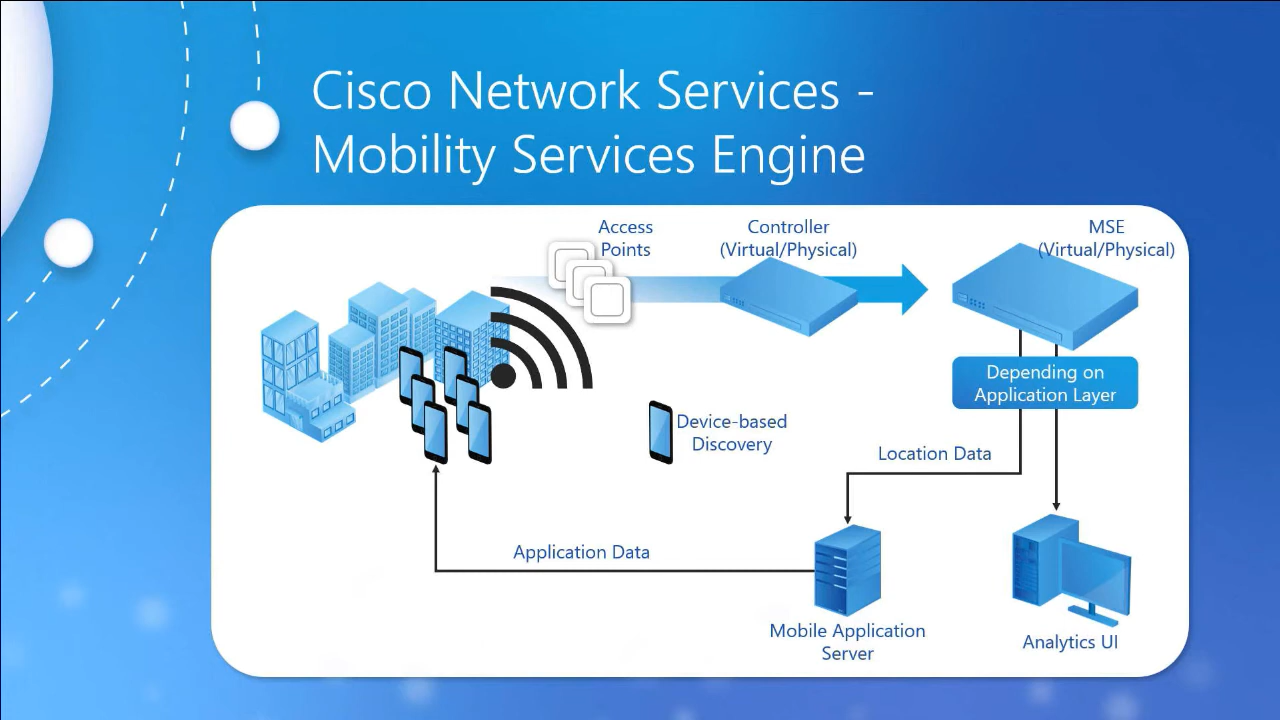 Cisco Network Services -
Mobility Services Engine
Access
Points
Controller
(Virtual/Physical)
MSE
(Virtual/Physical)
Depending on
Application Layer
Device-based
Discovery
Location Data
Application Data
Mobile Application
Server
Analytics UI